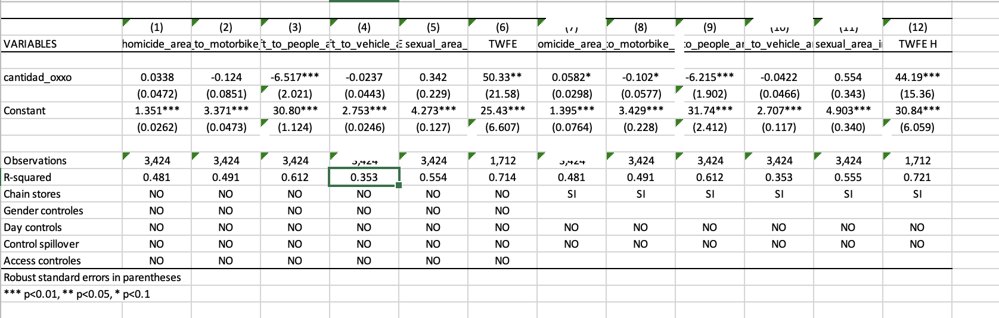 (1) (2) (3) (4) (5) (6) (7) (8) (9) (10) (11) (12)
VARIABLES homicide_area to_motorbike t_to_people_a t_to_vehicle_a sexual_area_ TWFE omicide_area_ to_motorbike_ to_people_ar _to_vehicle_a sexual_area_i TWFE H
cantidad_oxxo 0.0338 -0.124 -6.517*** -0.0237 0.342 50.33** 0.0582* -0.102* -6.215*** -0.0422 0.554 44.19***
(0.0472) (0.0851) (2.021) (0.0443) (0.229) (21.58) (0.0298) (0.0577) (1.902) (0.0466) (0.343) (15.36)
Constant 1.351*** 3.371*** 30.80*** 2.753*** 4.273*** 25.43*** 1.395*** 3.429*** 31.74*** 2.707*** 4.903*** 30.84***
(0.0262) (0.0473) (1.124) (0.0246) (0.127) (6.607) (0.0764) (0.228) (2.412) (0.117) (0.340) (6.059)
Observations 3,424 3,424 3,424 3,424 3,424 1,712 3,424 3,424 3,424 3,424 3,424 1,712
R-squared 0.481 0.491 0.612 0.353 0.554 0.714 0.481 0.491 0.612 0.353 0.555 0.721
Chain stores NO NO NO NO NO NO SI SI SI SI SI SI
Gender controles NO NO NO NO NO NO
Day controls NO NO NO NO NO NO NO NO NO NO NO NO
Control spillover NO NO NO NO NO NO NO NO NO NO NO NO
Access controles NO NO NO NO NO NO
Robust standard errors in parentheses
*** p<0.01, ** p<0.05, * p<0.1